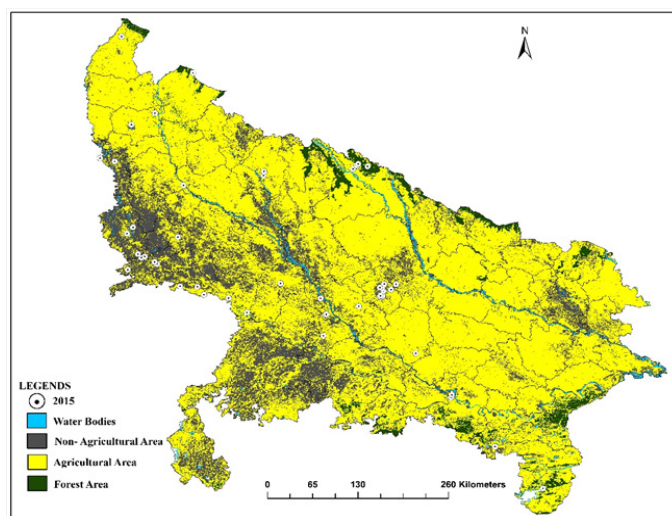 N
LEGENDS
2015
Water Bodies
Non- Agricultural Area
Agricultural Area
Forest Area
0 65 130 260 Kilometers